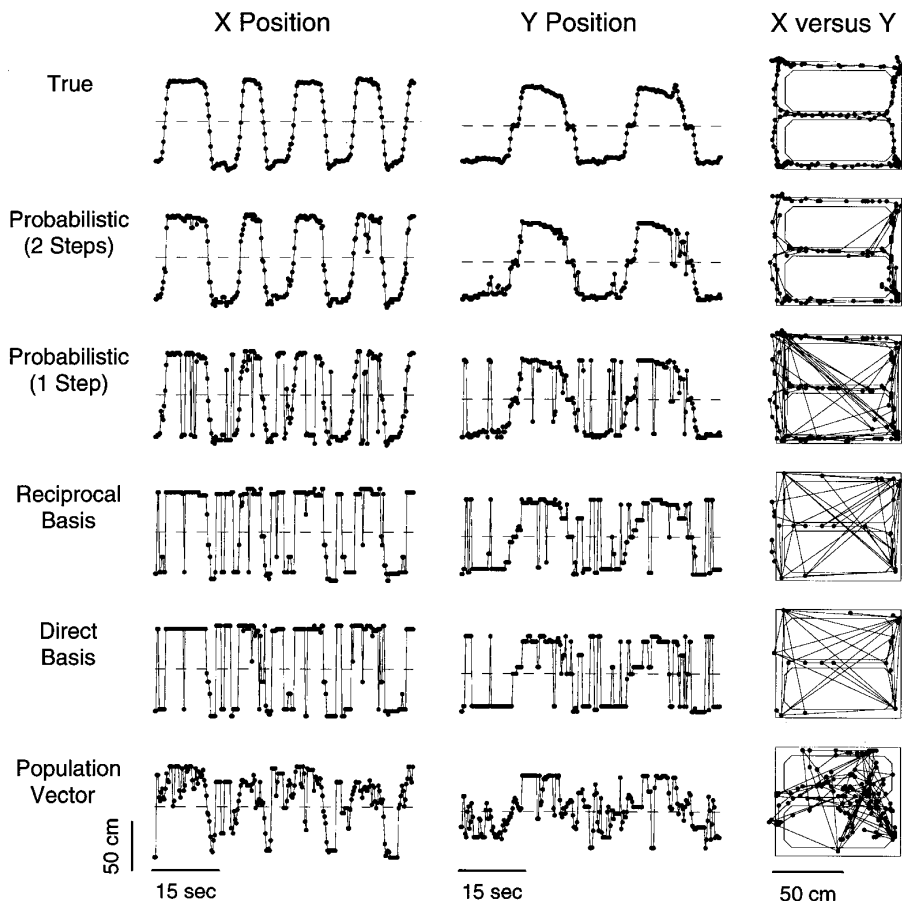 X Position
Y Position
X versus Y
True
Probabilistic
(2 Steps)
Probabilistic
(1 Step)
Reciprocal
Basis
Direct
Basis
Population
Vector
50 cm
15 sec
15 sec
50 cm